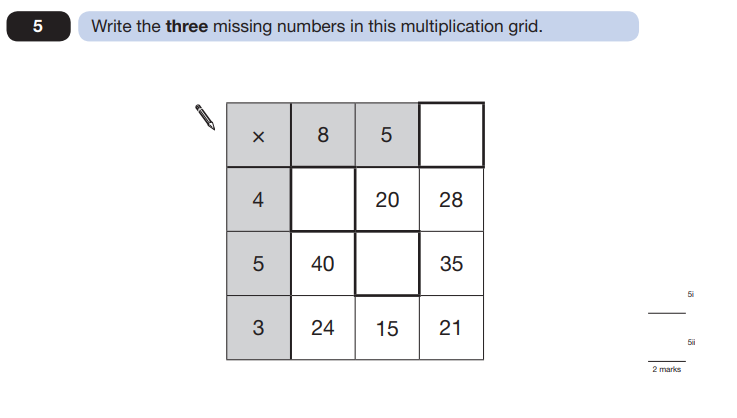 5
Write the three missing numbers in this multiplication grid.
× 8 5
4 20 28
5 40 35
3 24 15 21
5i
5ii
2 marks